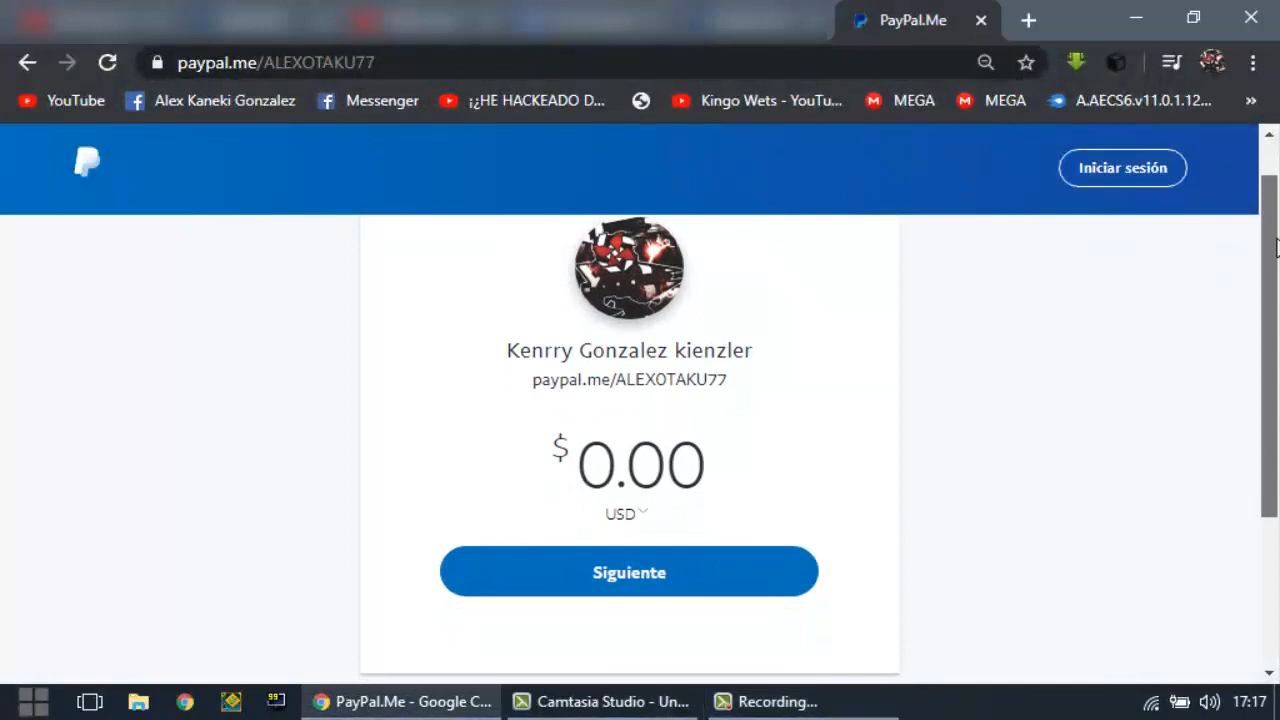 PayPal.Me
paypal.me/ALEXOTAKU77
YouTube
Alex Kaneki Gonzalez
Messenger
¡¿HE HACKEADO D...
Kingo Wets - YouTu...
MEGA
MEGA
A.AECS6.v11.0.1.12...
»
Iniciar sesión
Kenrry Gonzalez kienzler
paypal.me/ALEXOTAKU77
$ 0.00
USD
Siguiente
99
PayPal.Me - Google C...
Camtasia Studio - Un...
Recording...
17:17